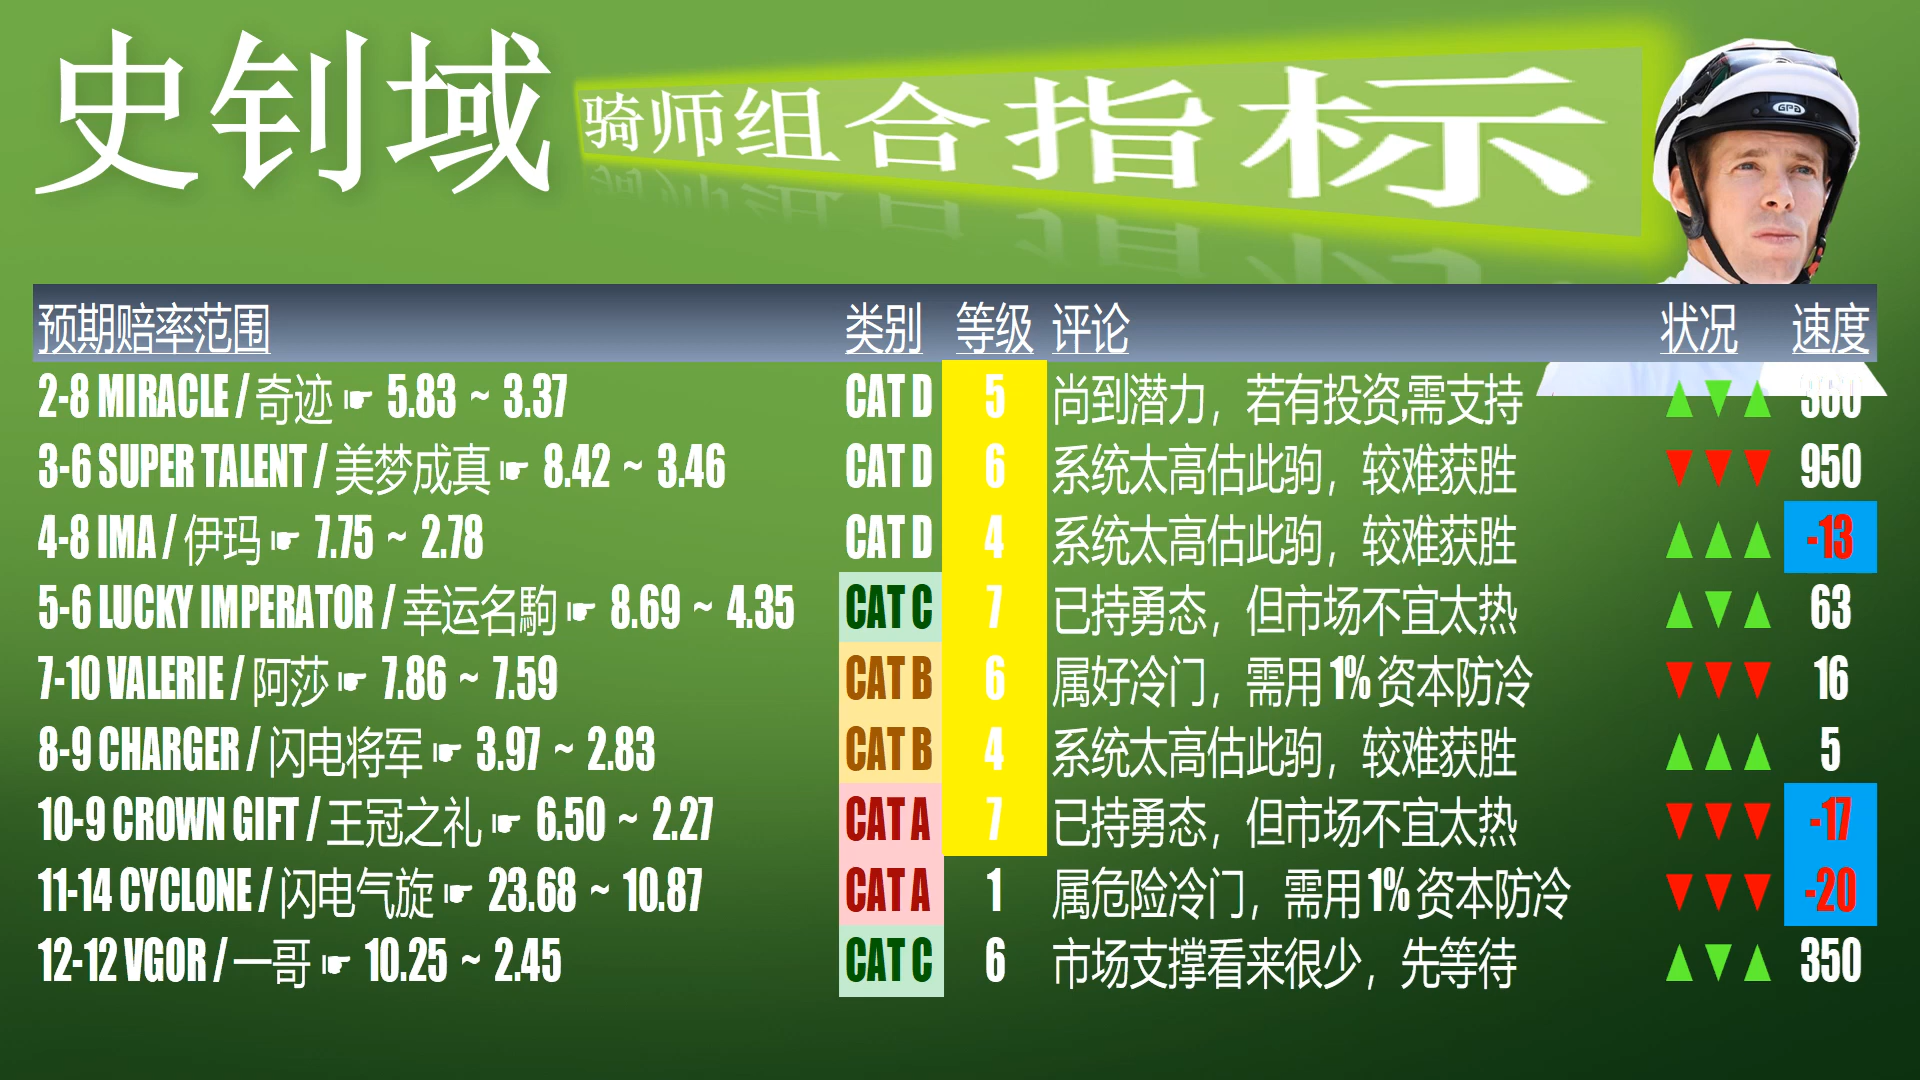 史钊域
骑师组合指标
GPA
预期赔率范围 类别 等级 评论 状况 速度
2-8 MIRACLE / 奇迹 ☛ 5.83 ~ 3.37 CAT D 5 尚到潜力，若有投资,需支持 ▲ ▼ ▲
3-6 SUPER TALENT / 美梦成真 ☛ 8.42 ~ 3.46 CAT D 6 系统太高估此驹，较难获胜 ▼ ▼ ▼ 950
4-8 IMA / 伊玛 ☛ 7.75 ~ 2.78 CAT D 4 系统太高估此驹，较难获胜 ▲ ▲ ▲ -13
5-6 LUCKY IMPERATOR / 幸运名駒 ☛ 8.69 ~ 4.35 CAT C 7 已持勇态，但市场不宜太热 ▲ ▼ ▲ 63
7-10 VALERIE / 阿莎 ☛ 7.86 ~ 7.59 CAT B 6 属好冷门，需用 1% 资本防冷 ▼ ▼ ▼ 16
8-9 CHARGER / 闪电将军 ☛ 3.97 ~ 2.83 CAT B 4 系统太高估此驹，较难获胜 ▲ ▲ ▲ 5
10-9 CROWN GIFT / 王冠之礼 ☛ 6.50 ~ 2.27 CAT A 7 已持勇态，但市场不宜太热 ▼ ▼ ▼ -17
11-14 CYCLONE / 闪电气旋 ☛ 23.68 ~ 10.87 CAT A 1 属危险冷门，需用 1% 资本防冷 ▼ ▼ ▼ -20
12-12 VGOR / 一哥 ☛ 10.25 ~ 2.45 CAT C 6 市场支撑看来很少，先等待 ▲ ▼ ▲ 350